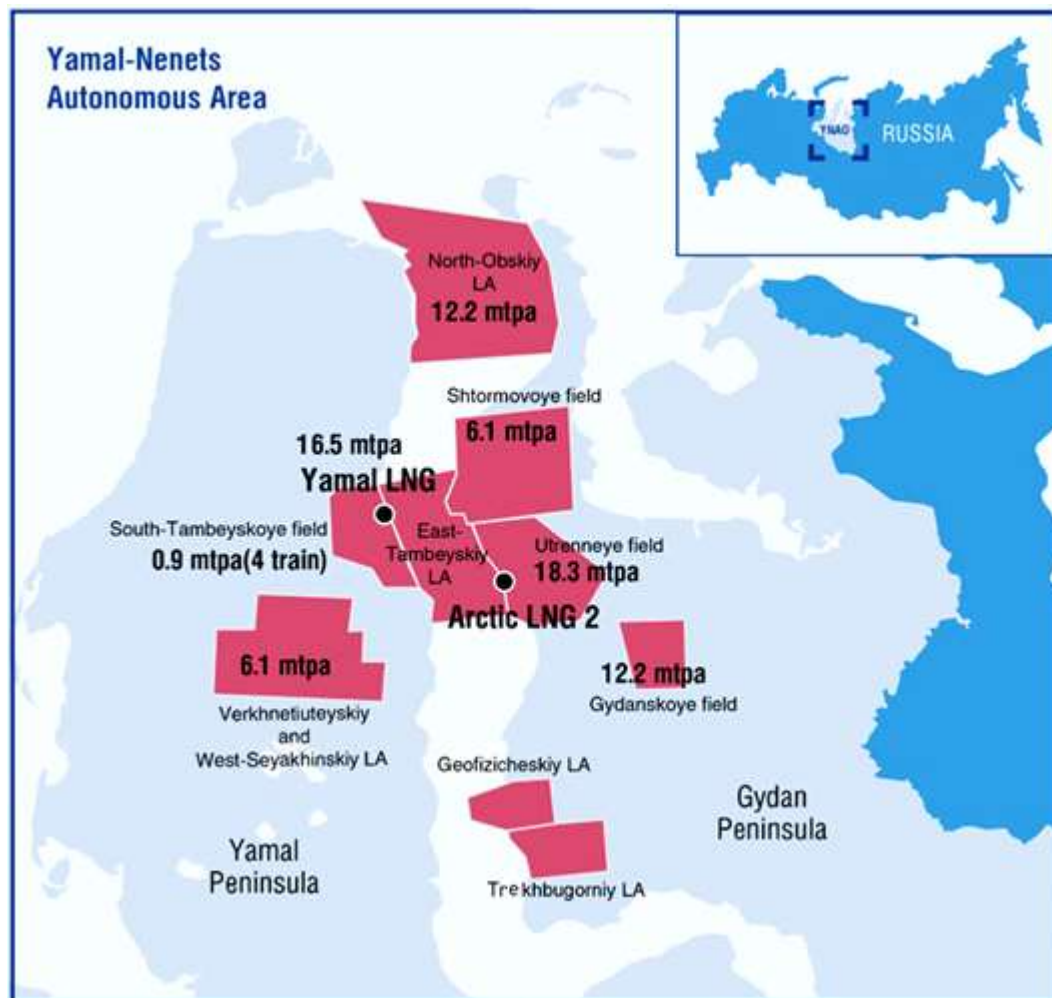 Yamal-Nenets
Autonomous Area
YNAO
RUSSIA
North-Obskiy
LA
12.2 mtpa
Shtormovoye field
6.1 mtpa
16.5 mtpa
Yamal LNG
South-Tambeyskoye field
0.9 mtpa(4 train)
East-
Tambeyskiy
LA
Utrenneye field
18.3 mtpa
Arctic LNG 2
6.1 mtpa
Verkhnetiuteyskiy
and
West-Seyakhinskiy LA
12.2 mtpa
Gydanskoye field
Geofizicheskiy LA
Gydan
Peninsula
Yamal
Peninsula
Trekhbugorniy LA